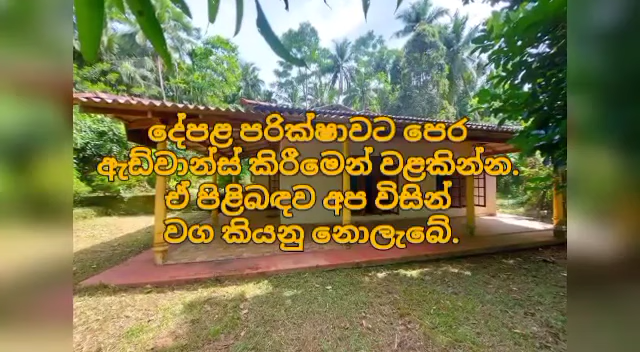 දේපළ පරික්ෂාවට පෙර
ඇඩ්වාන්ස් කිරීමෙන් වළකින්න.
ඒ පිළිබඳව අප විසින්
වග කියනු නොලැබේ.